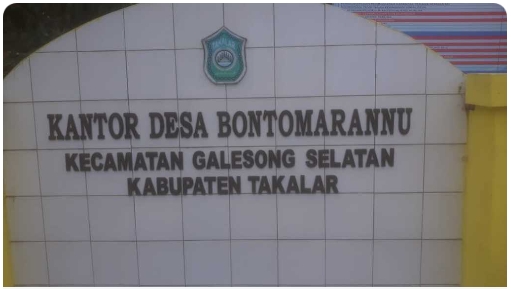 KANTOR DESA BONTOMARANNU
KECAMATAN GALESONG SELATAN
KABUPATEN TAKALAR